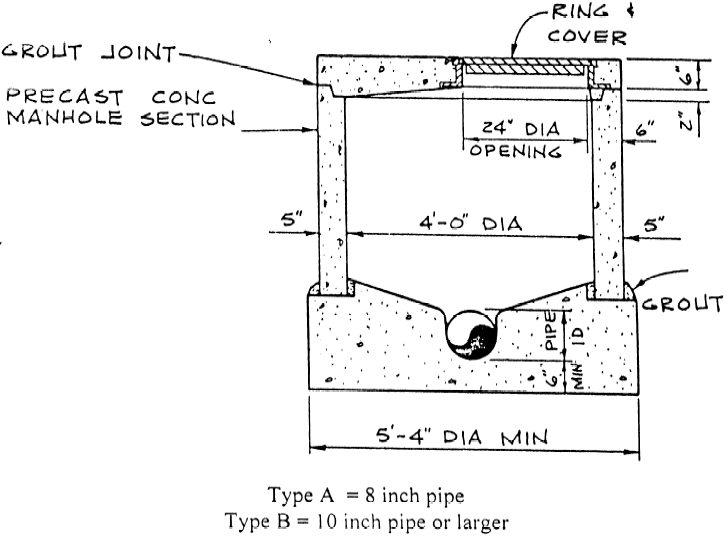 RING &
COVER
GROUT JOINT
PRECAST CONC
MANHOLE SECTION
6"
2"
24" DIA
OPENING
6"
5"
4'-0" DIA
5"
GROUT
PIPE
ID
6"
MIN
5'-4" DIA MIN
Type A = 8 inch pipe
Type B = 10 inch pipe or larger